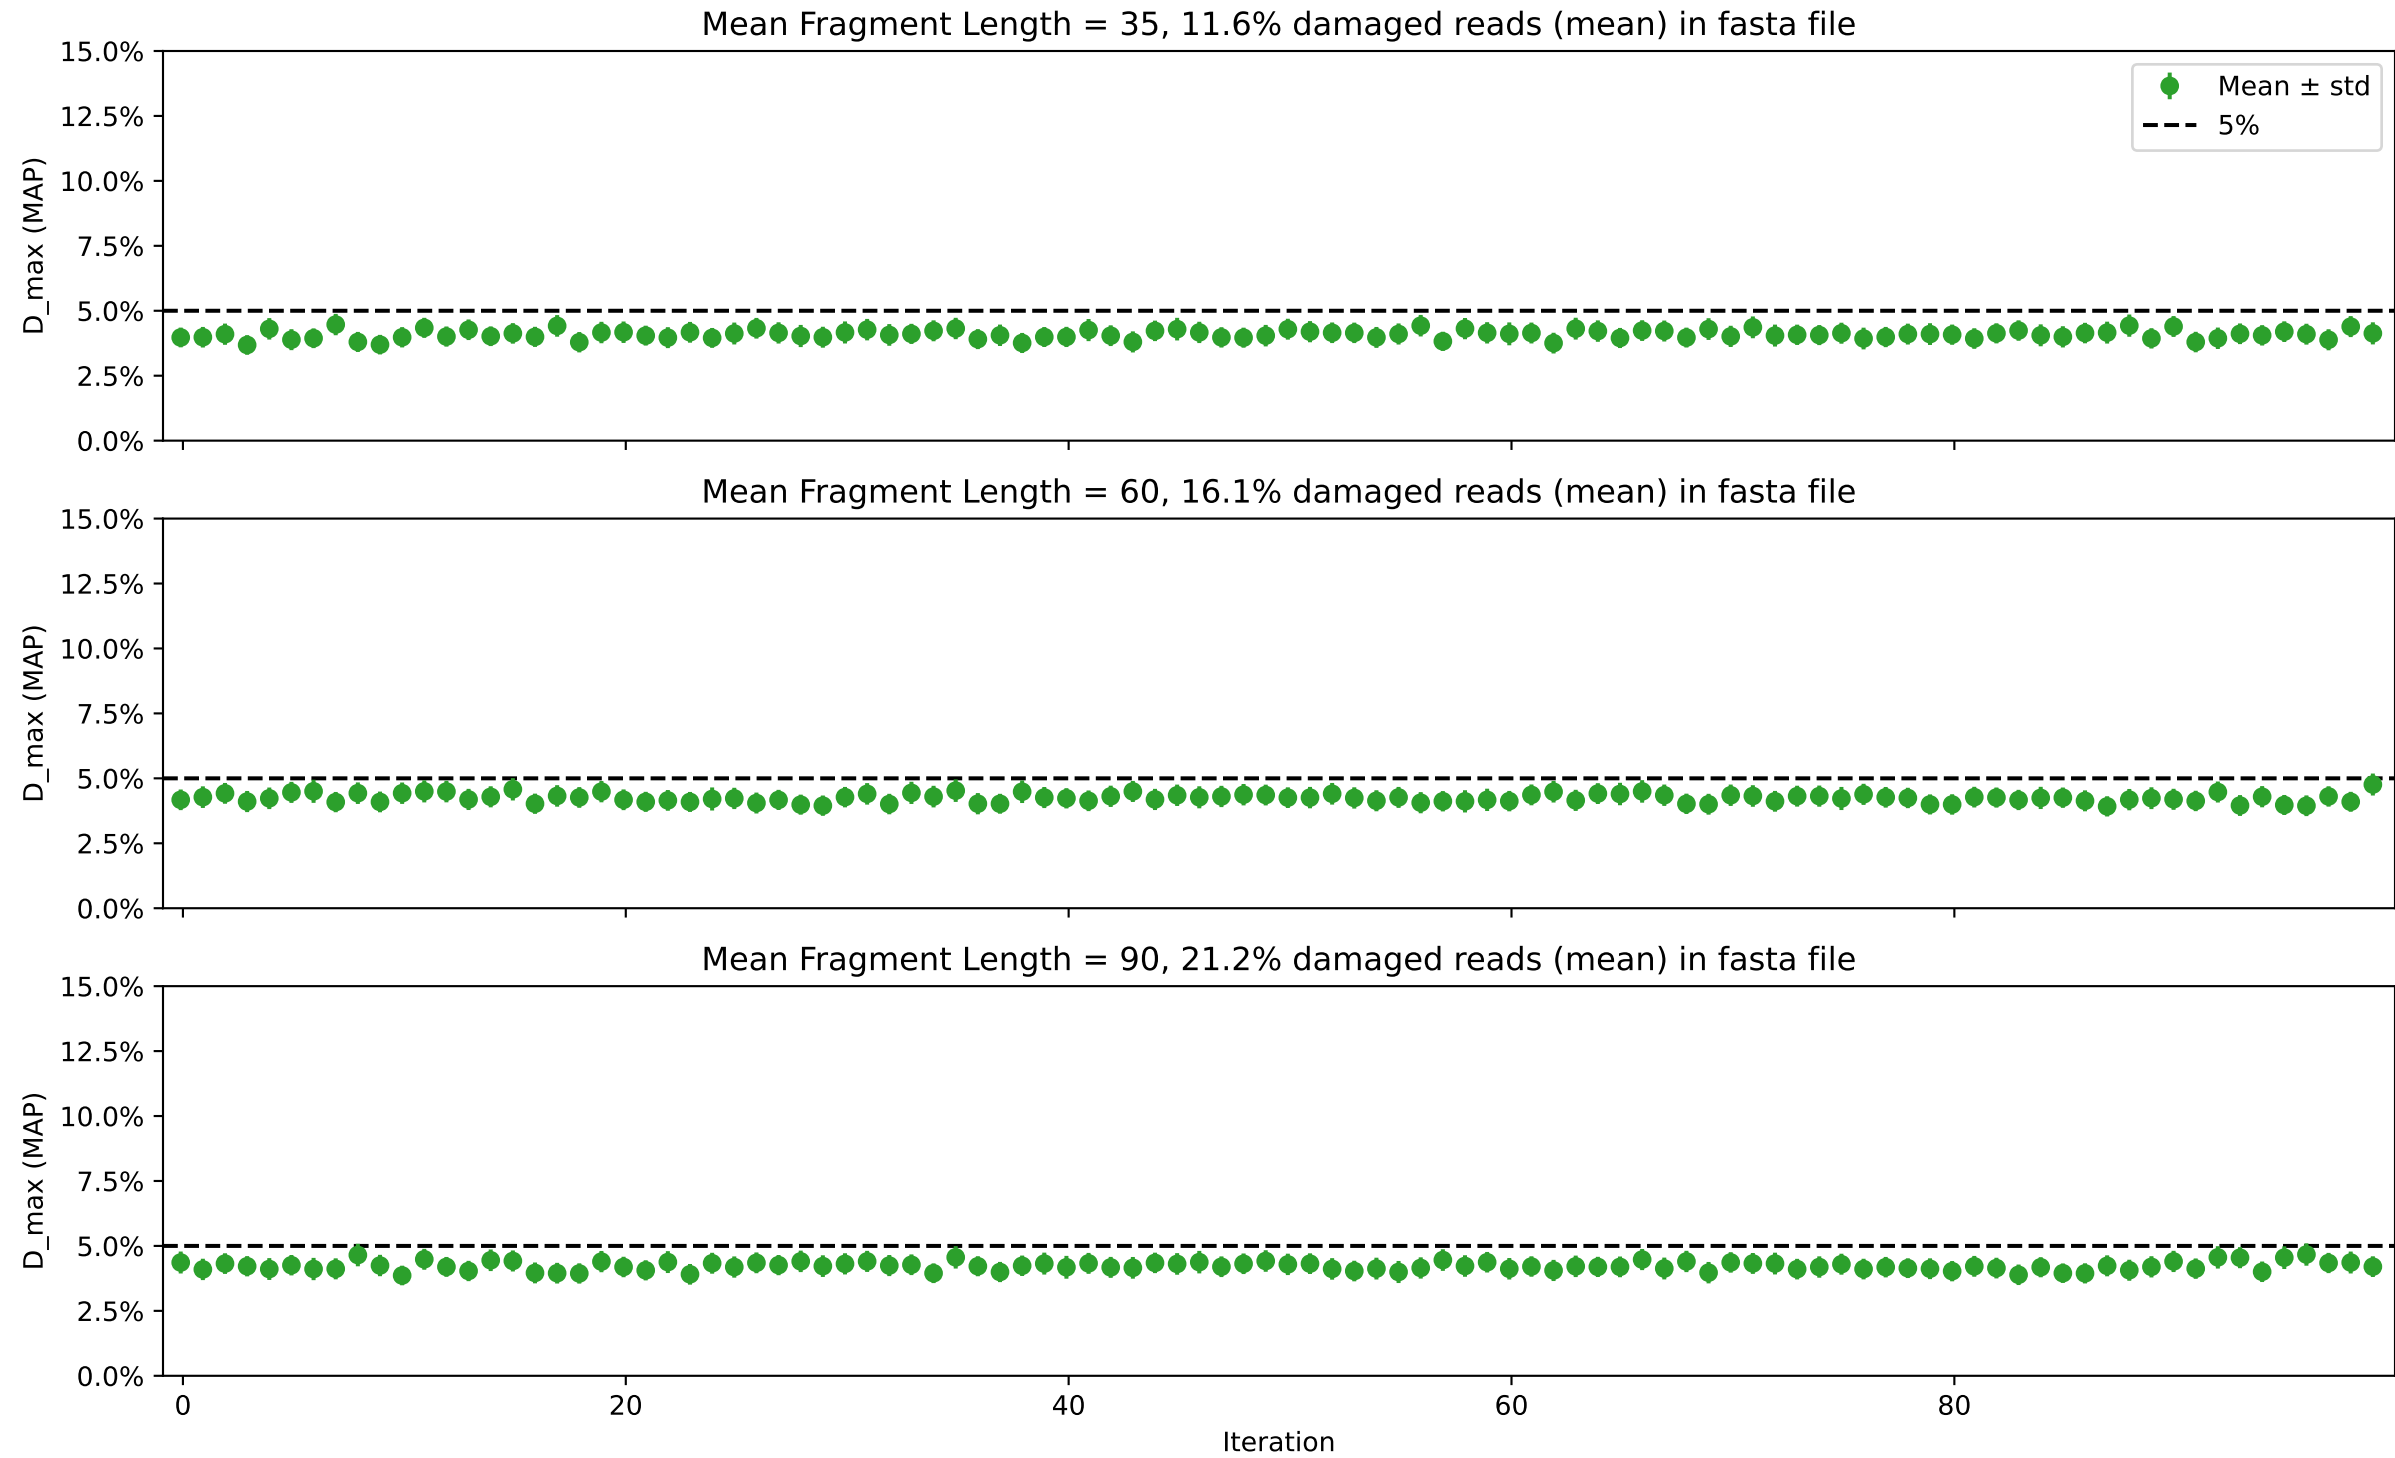 Mean Fragment Length = 35, 11.6% damaged reads (mean) in fasta file
15.0%
12.5%
10.0%
7.5%
5.0%
2.5%
0.0%
D_max (MAP)
Mean ± std
5%
Mean Fragment Length = 60, 16.1% damaged reads (mean) in fasta file
15.0%
12.5%
10.0%
7.5%
5.0%
2.5%
0.0%
D_max (MAP)
Mean Fragment Length = 90, 21.2% damaged reads (mean) in fasta file
15.0%
12.5%
10.0%
7.5%
5.0%
2.5%
0.0%
D_max (MAP)
0 20 40 60 80
Iteration